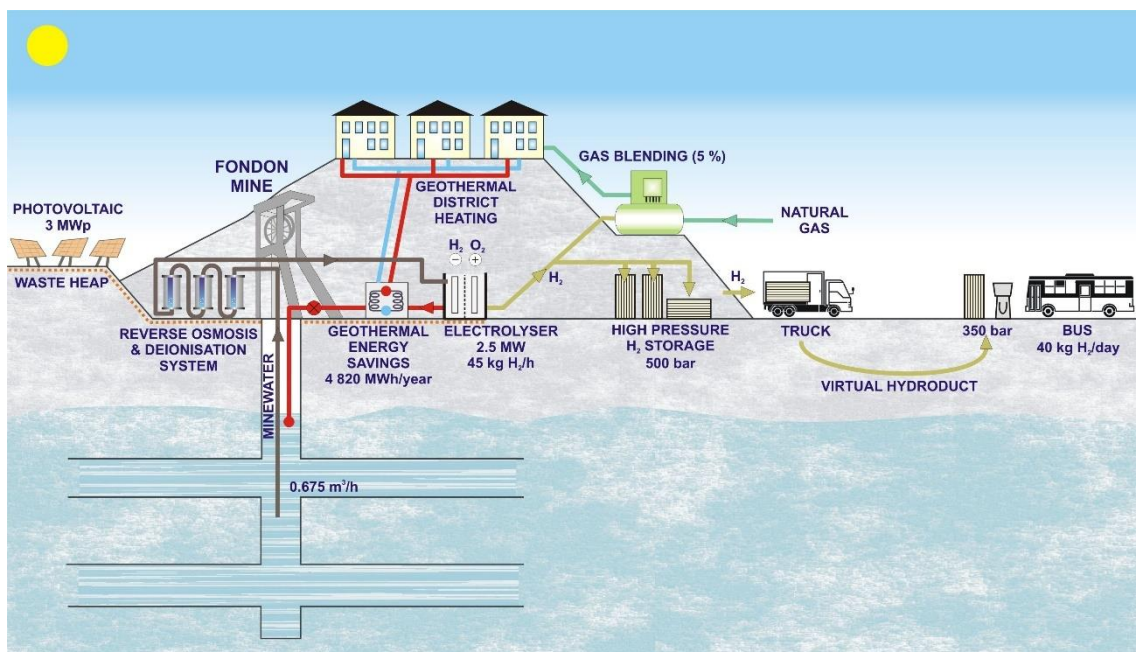 FONDON
MINE
PHOTOVOLTAIC
3 MWp
WASTE HEAP
REVERSE OSMOSIS
& DEIONISATION
SYSTEM
MINEWATER
0.675 m³/h
GEOTHERMAL
DISTRICT
HEATING
GEOTHERMAL
ENERGY
SAVINGS
4 820 MWh/year
H₂ O₂
− +
ELECTROLYSER
2.5 MW
45 kg H₂/h
H₂
GAS BLENDING (5 %)
NATURAL
GAS
HIGH PRESSURE
H₂ STORAGE
500 bar
H₂
TRUCK
VIRTUAL HYDRODUCT
350 bar
BUS
40 kg H₂/day